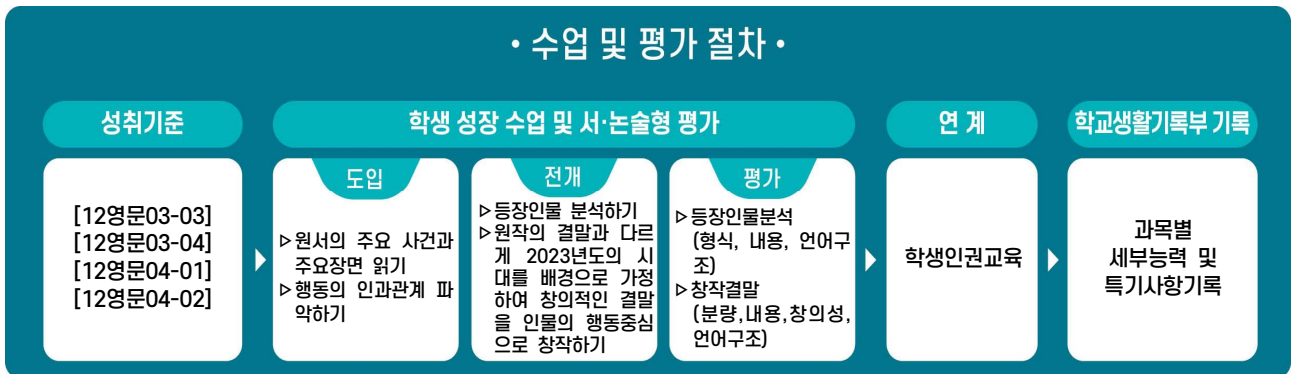 • 수업 및 평가 절차 •
성취기준
학생 성장 수업 및 서·논술형 평가
연 계
학교생활기록부 기록
[12영문03-03]
[12영문03-04]
[12영문04-01]
[12영문04-02]
도입
▷원서의 주요 사건과
주요장면 읽기
▷행동의 인과관계 파
악하기
전개
▷등장인물 분석하기
▷원작의 결말과 다르
게 2023년도의 시
대를 배경으로 가정
하여 창의적인 결말
을 인물의 행동중심
으로 창작하기
평가
▷등장인물분석
(형식, 내용, 언어구
조)
▷창작결말
(분량,내용,창의성,
언어구조)
학생인권교육
과목별
세부능력 및
특기사항기록